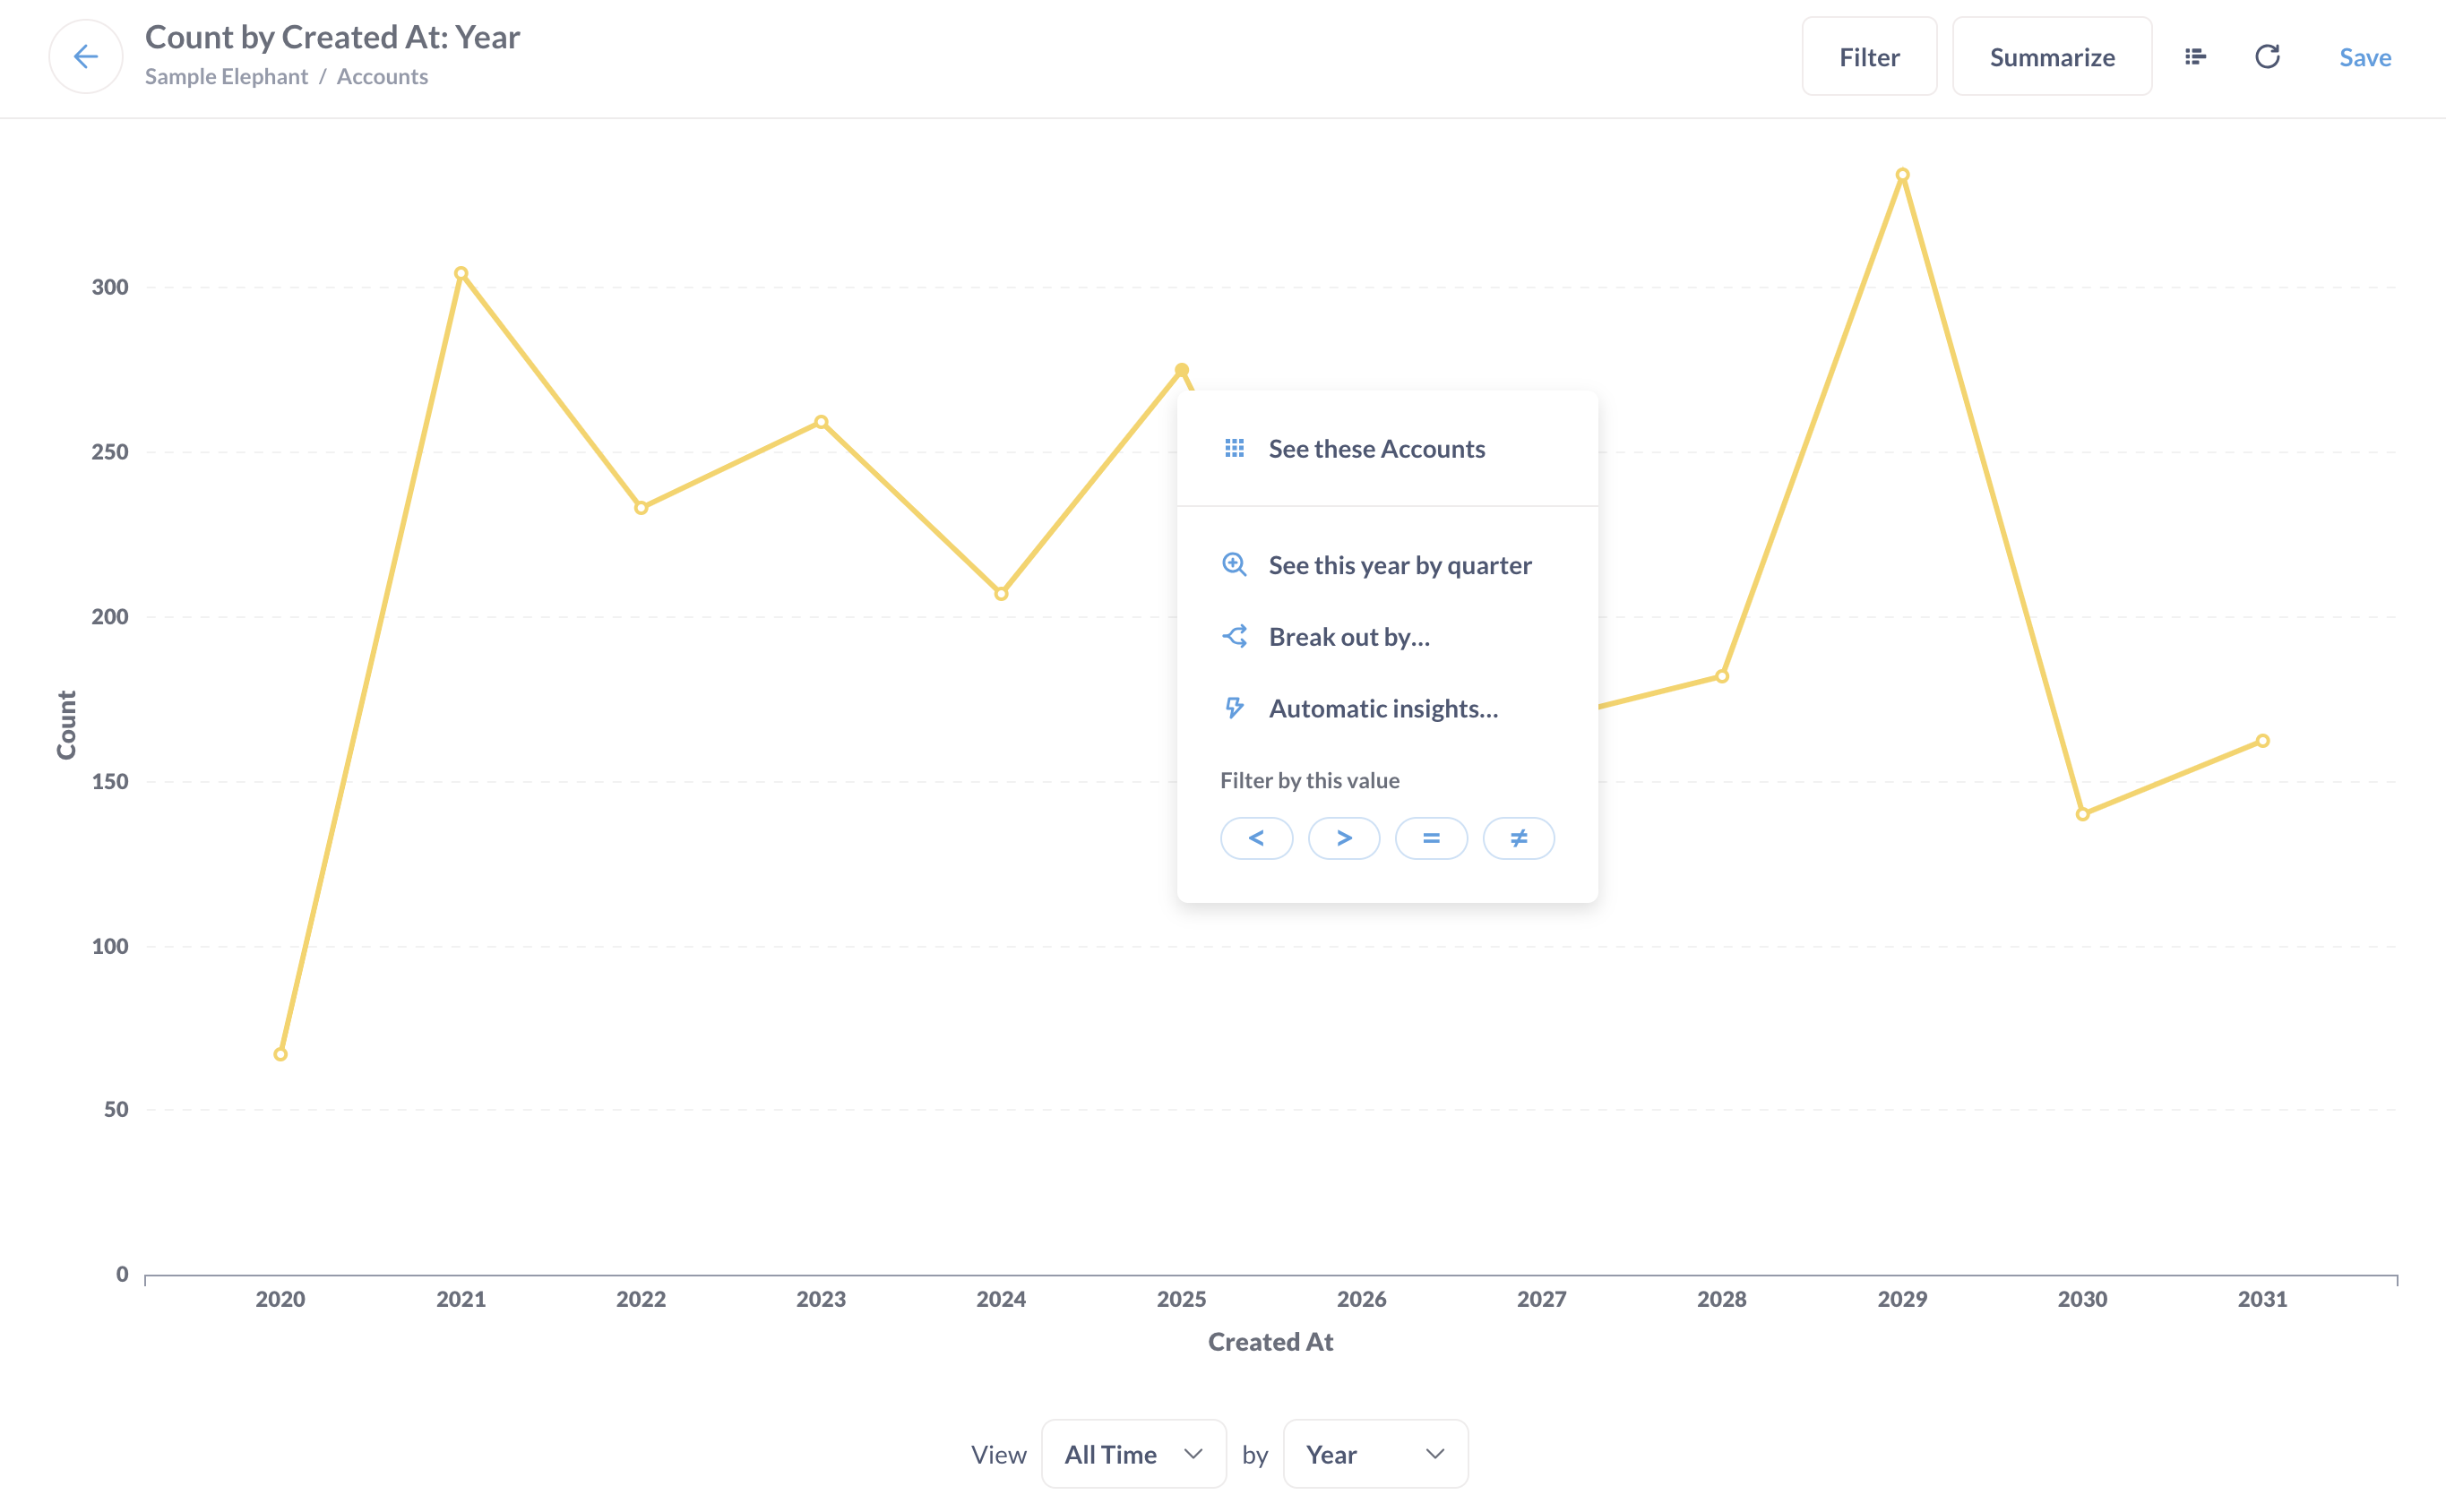 Count by Created At: Year
Sample Elephant / Accounts
Filter
Summarize
Save
300
250
200
150
100
50
0
Count
See these Accounts
See this year by quarter
Break out by...
Automatic insights...
Filter by this value
< > = ≠
2020 2021 2022 2023 2024 2025 2026 2027 2028 2029 2030 2031
Created At
View All Time by Year